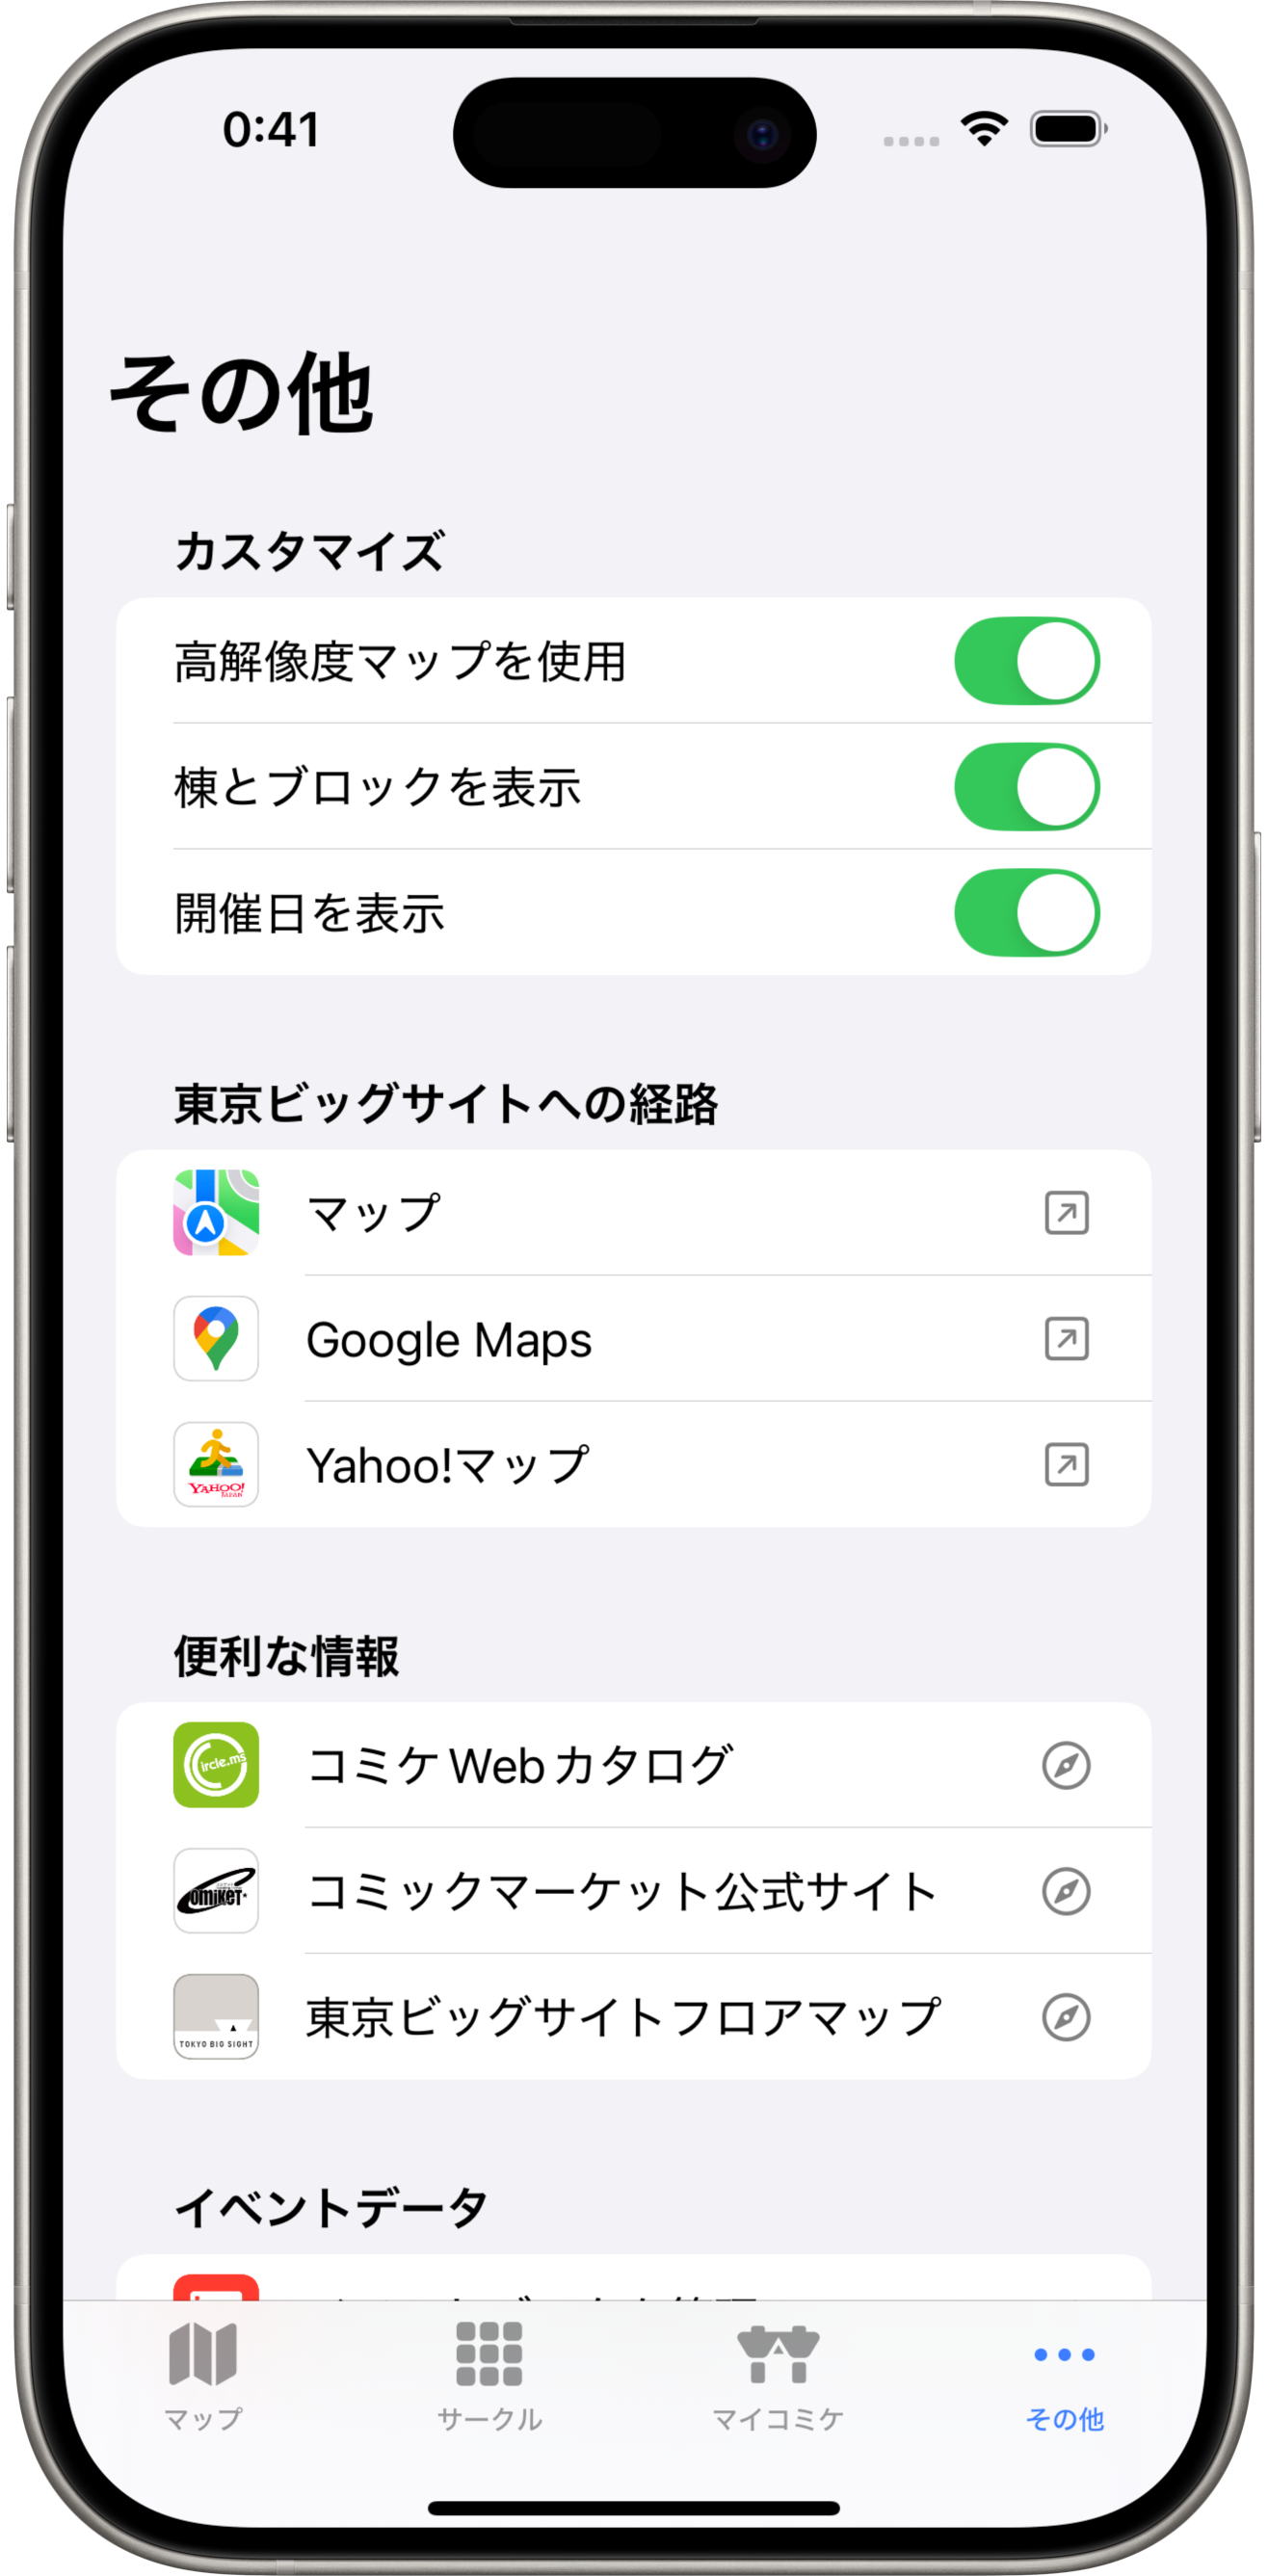 0:41
その他
カスタマイズ
高解像度マップを使用
棟とブロックを表示
開催日を表示
東京ビッグサイトへの経路
マップ
Google Maps
YAHOO!
JAPAN
Yahoo!マップ
便利な情報
ircle.ms
コミケWebカタログ
omiKET
コミックマーケット公式サイト
TOKYO BIG SIGHT
東京ビッグサイトフロアマップ
イベントデータ
マップ
サークル
マイコミケ
その他